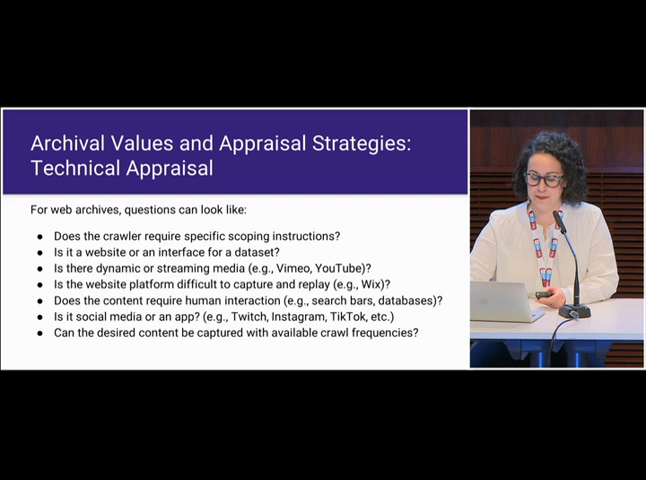 Archival Values and Appraisal Strategies:
Technical Appraisal
For web archives, questions can look like:
● Does the crawler require specific scoping instructions?
● Is it a website or an interface for a dataset?
● Is there dynamic or streaming media (e.g., Vimeo, YouTube)?
● Is the website platform difficult to capture and replay (e.g., Wix)?
● Does the content require human interaction (e.g., search bars, databases)?
● Is it social media or an app? (e.g., Twitch, Instagram, TikTok, etc.)
● Can the desired content be captured with available crawl frequencies?